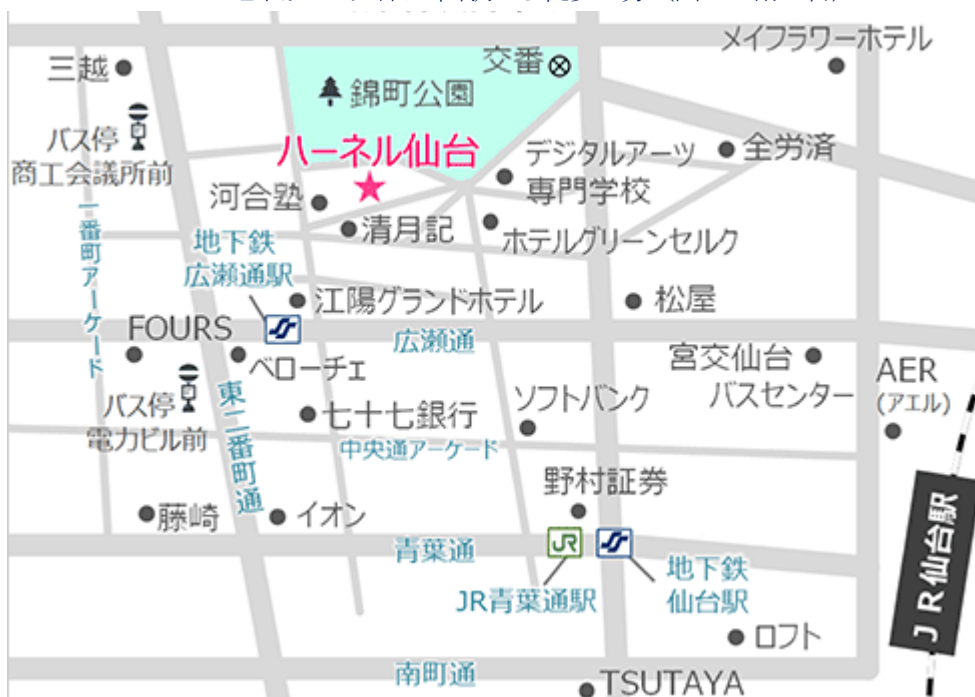 メイフラワーホテル
三越
交番
錦町公園
バス停
商工会議所前
ハーネル仙台
デジタルアーツ
専門学校
全労済
河合塾
清月記
ホテルグリーンセルク
一番町アーケード
地下鉄
広瀬通駅
江陽グランドホテル
松屋
FOURS
広瀬通
ベローチェ
宮交仙台
バスセンター
AER
(アエル)
バス停
電力ビル前
東二番町通
七十七銀行
ソフトバンク
中央通アーケード
野村証券
藤崎
イオン
青葉通
JR
JR青葉通駅
地下鉄
仙台駅
JR仙台駅
ロフト
南町通
TSUTAYA